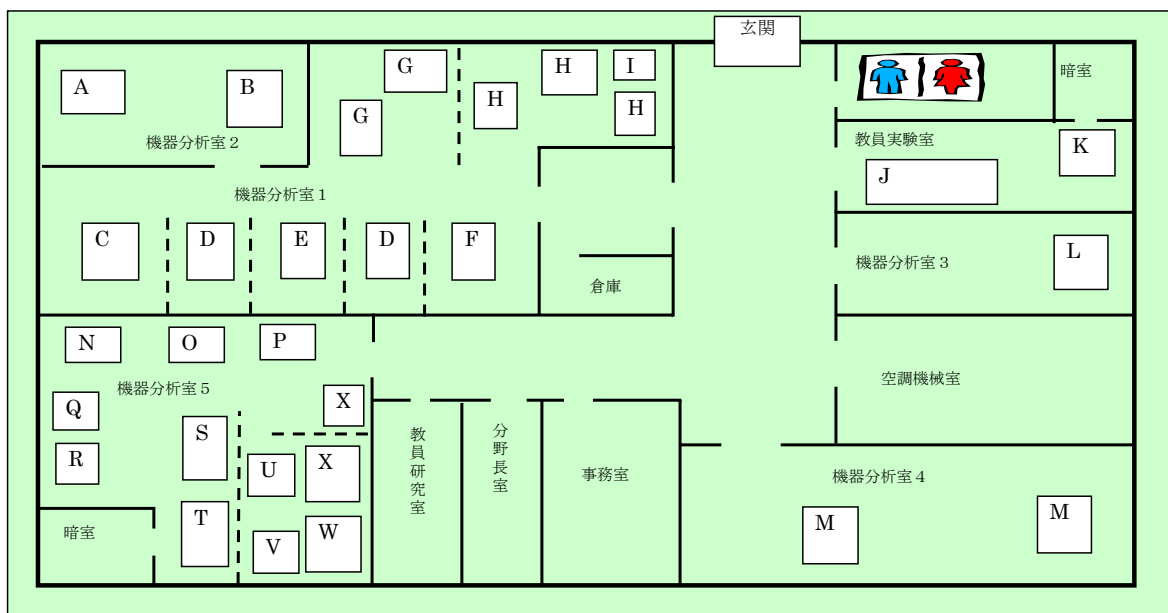 玄関
G
H
I
暗室
A
B
H
H
G
機器分析室２
教員実験室
K
J
機器分析室１
C
D
E
D
F
機器分析室３
L
倉庫
N
O
P
機器分析室５
空調機械室
X
Q
S
R
U
X
教員研究室
分野長室
事務室
機器分析室４
T
M
M
暗室
V
W